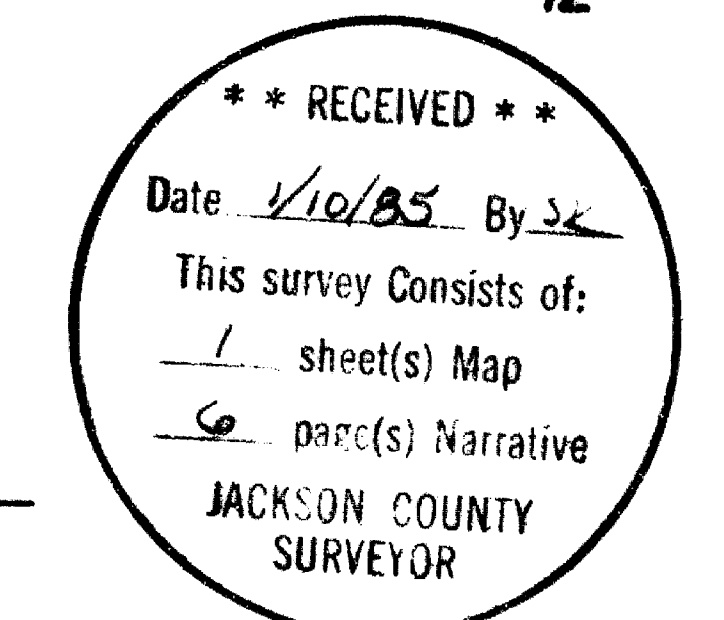 * * RECEIVED * *
Date 1/10/85 By SK
This survey Consists of:
1 sheet(s) Map
6 page(s) Narrative
JACKSON COUNTY
SURVEYOR